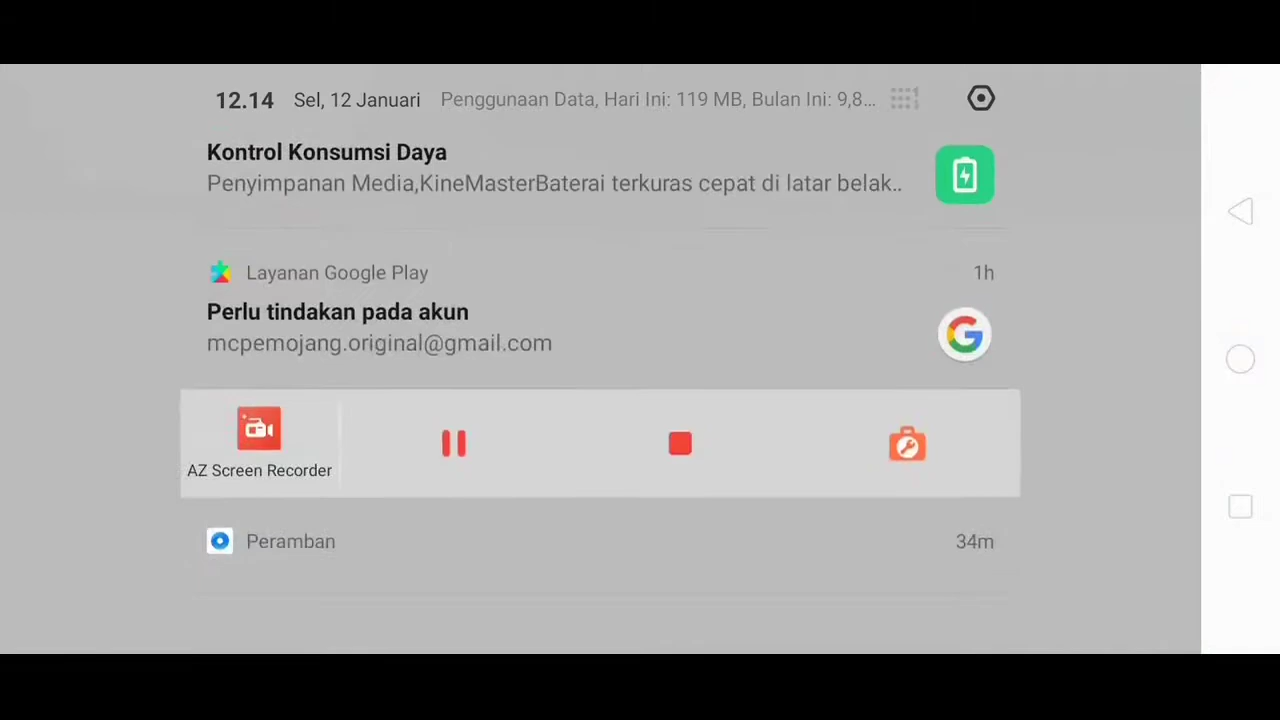 12.14 Sel, 12 Januari Penggunaan Data, Hari Ini: 119 MB, Bulan Ini: 9,8...
Kontrol Konsumsi Daya
Penyimpanan Media,KineMasterBaterai terkuras cepat di latar belak..
Layanan Google Play 1h
Perlu tindakan pada akun
mcpemojang.original@gmail.com
AZ Screen Recorder
Peramban 34m